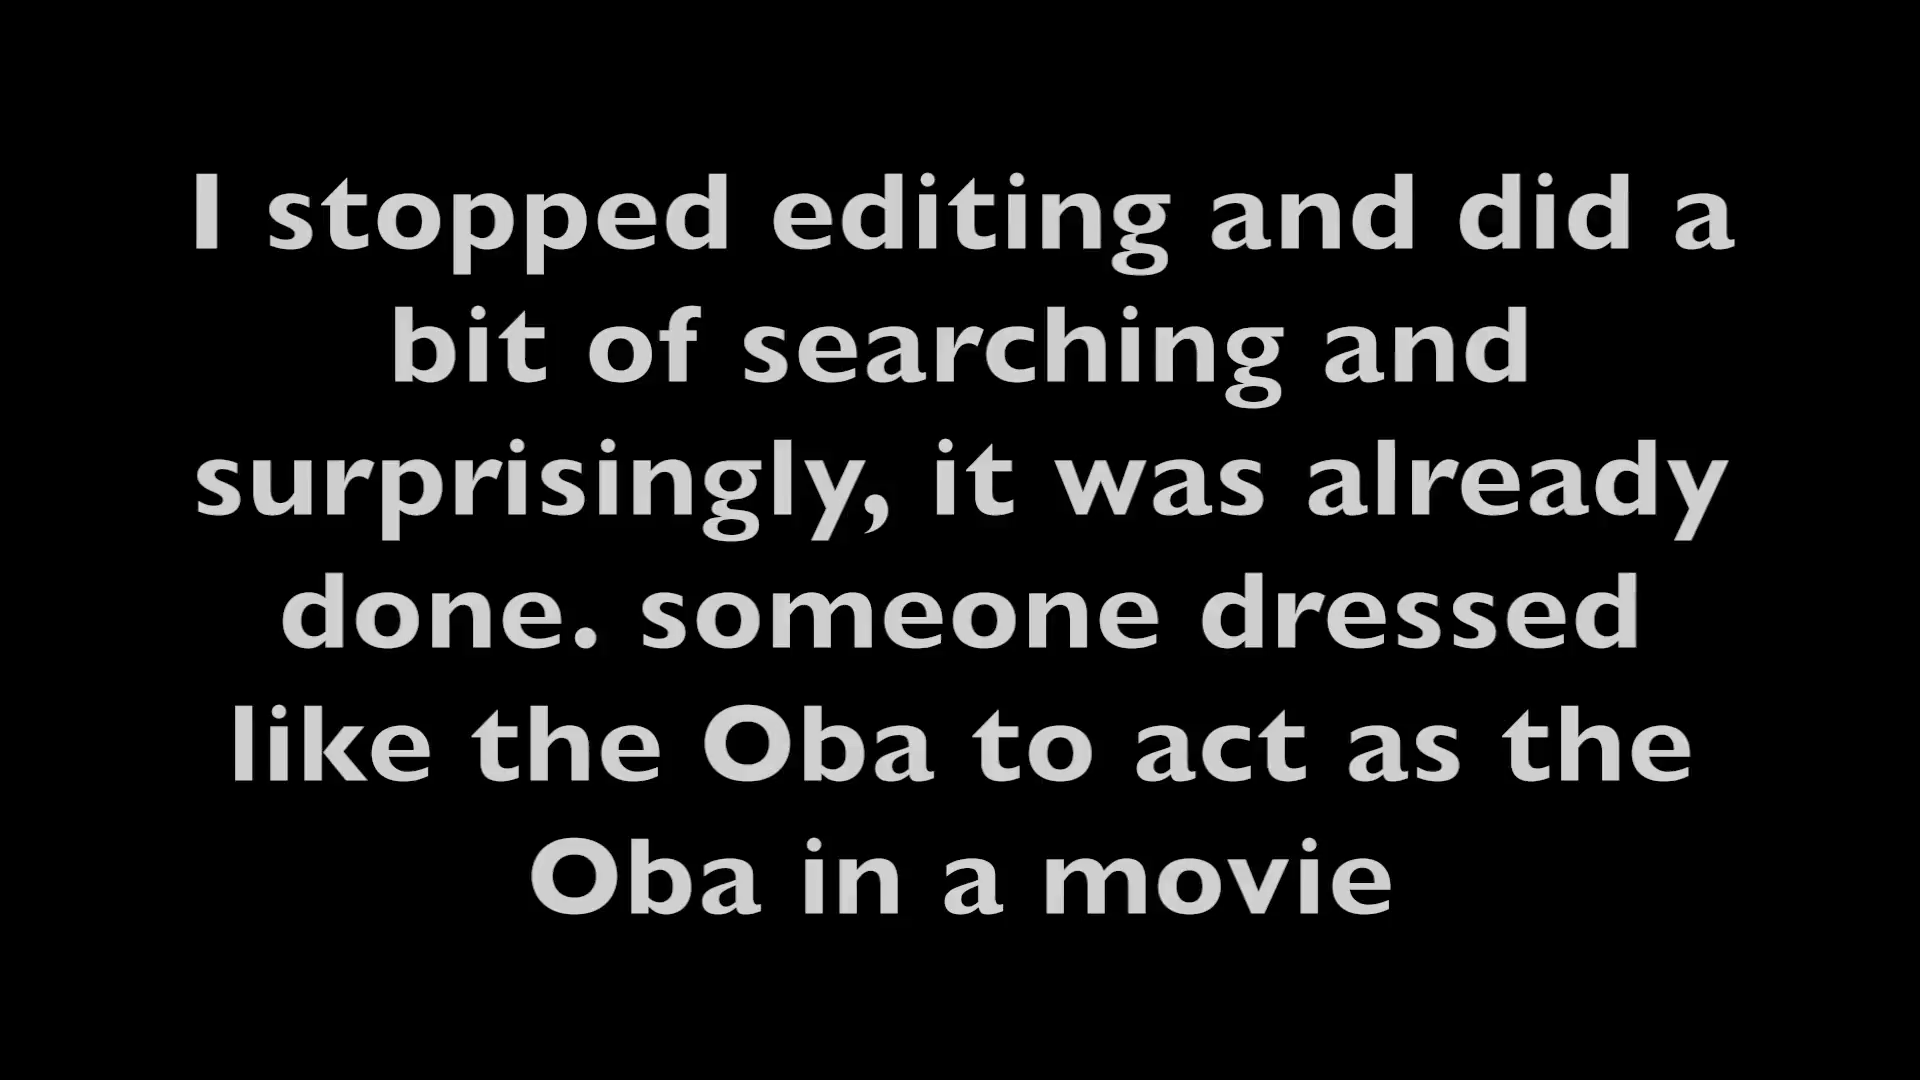 I stopped editing and did a
bit of searching and
surprisingly, it was already
done. someone dressed
like the Oba to act as the
Oba in a movie